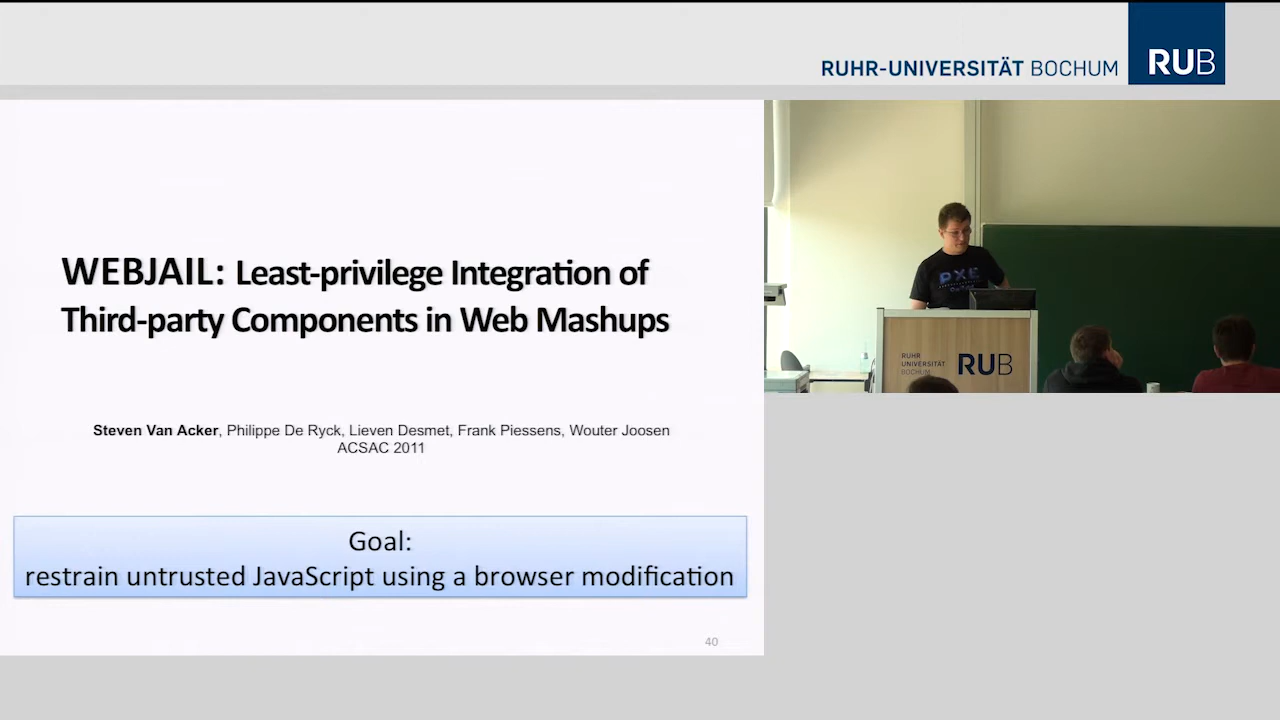 RUHR-UNIVERSITÄT BOCHUM
RUB
WEBJAIL: Least-privilege Integration of
Third-party Components in Web Mashups
Steven Van Acker, Philippe De Ryck, Lieven Desmet, Frank Piessens, Wouter Joosen
ACSAC 2011
Goal:
restrain untrusted JavaScript using a browser modification
40
PXE
RUHR
UNIVERSITÄT
BOCHUM
RUB